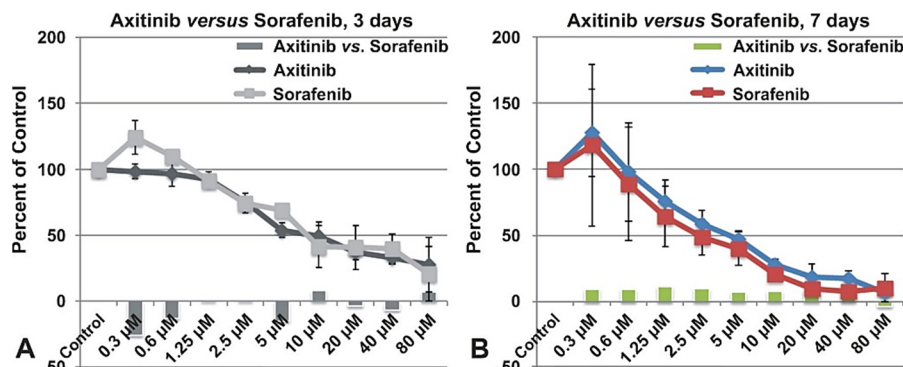 Axitinib versus Sorafenib, 3 days
200
150
100
50
0
50
Percent of Control
Axitinib vs. Sorafenib
Axitinib
Sorafenib
Control
0.3 µM
0.6 µM
1.25 µM
2.5 µM
5 µM
10 µM
20 µM
40 µM
80 µM
A
Axitinib versus Sorafenib, 7 days
200
150
100
50
0
50
Percent of Control
Axitinib vs. Sorafenib
Axitinib
Sorafenib
Control
0.3 µM
0.6 µM
1.25 µM
2.5 µM
5 µM
10 µM
20 µM
40 µM
80 µM
B